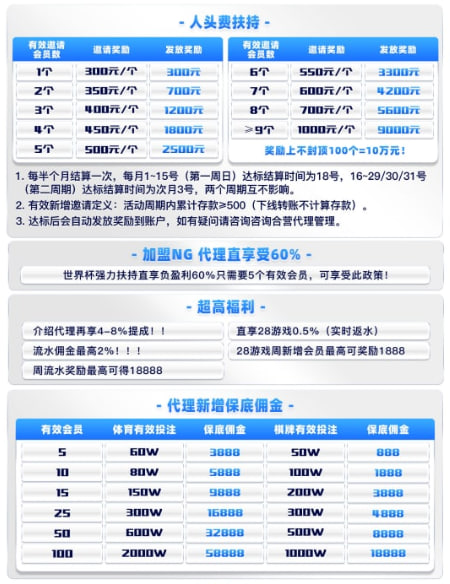 - 人头费扶持 -
有效邀请会员数 邀请奖励 发放奖励 有效邀请会员数 邀请奖励 发放奖励
1个 300元/个 300元 6个 550元/个 3300元
2个 350元/个 700元 7个 600元/个 4200元
3个 400元/个 1200元 8个 700元/个 5600元
4个 450元/个 1800元 ≥9个 1000元/个 9000元
5个 500元/个 2500元 奖励上不封顶100个=10万元!
1. 每半个月结算一次，每月1~15号（第一周日）达标结算时间为18号，16~29/30/31号
（第二周期）达标结算时间为次月3号，两个周期互不影响。
2. 有效新增邀请定义：活动周期内累计存款≥500（下线转账不计算存款）。
3. 达标后会自动发放奖励到账户，如有疑问请咨询咨询合营代理管理。
- 加盟NG 代理直享受60% -
世界杯强力扶持直享负盈利60%只需要5个有效会员，可享受此政策！
- 超高福利 -
介绍代理再享4-8%提成！！ 直享28游戏0.5%（实时返水）
流水佣金最高2%！！！ 28游戏周新增会员最高可奖励1888
周流水奖励最高可得18888
- 代理新增保底佣金 -
有效会员 体育有效投注 保底佣金 棋牌有效投注 保底佣金
5 60W 3888 50W 888
10 80W 5888 100W 1888
15 150W 9888 200W 3888
25 300W 16888 300W 4888
50 600W 32888 500W 8888
100 2000W 58888 1000W 18888